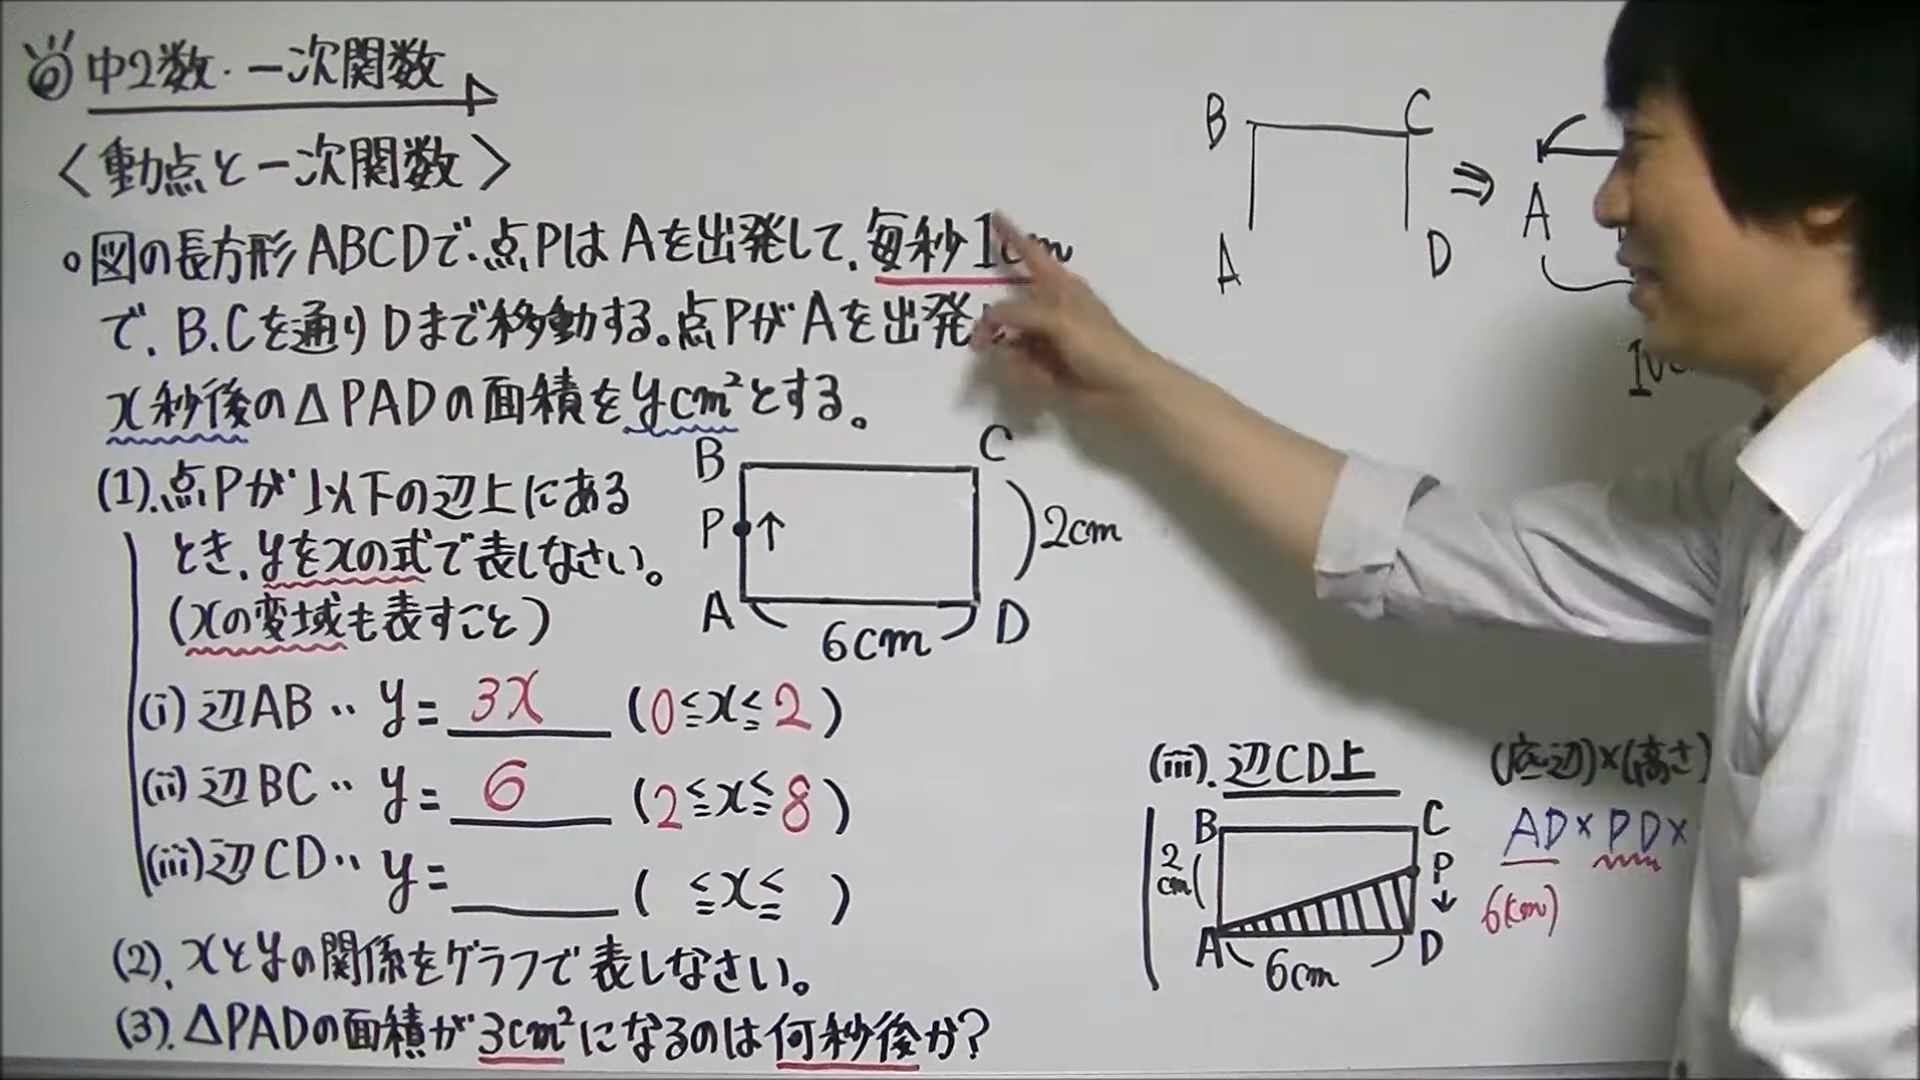 中2数・一次関数
〈動点と一次関数〉
・図の長方形ABCDで、点PはAを出発して、毎秒1cm
で、B、Cを通りDまで移動する。点PがAを出発
x秒後の△PADの面積をycm²とする。
(1).点Pが以下の辺上にある
とき、yをxの式で表しなさい。
(xの変域も表すこと)
(i)辺AB‥ y=3x (0≦x≦2)
(ii)辺BC‥ y=6 (2≦x≦8)
(iii)辺CD‥ y= ( ≦x≦ )
(2).xとyの関係をグラフで表しなさい。
(3).△PADの面積が3cm²になるのは何秒後か?
B C
P ↑ 2cm
A D
6cm
B C
A D
⇒
A
(iii).辺CD上
(底辺)×(高さ)
B C
2cm P ↓
A D
6cm
AD×PD×
6(cm)